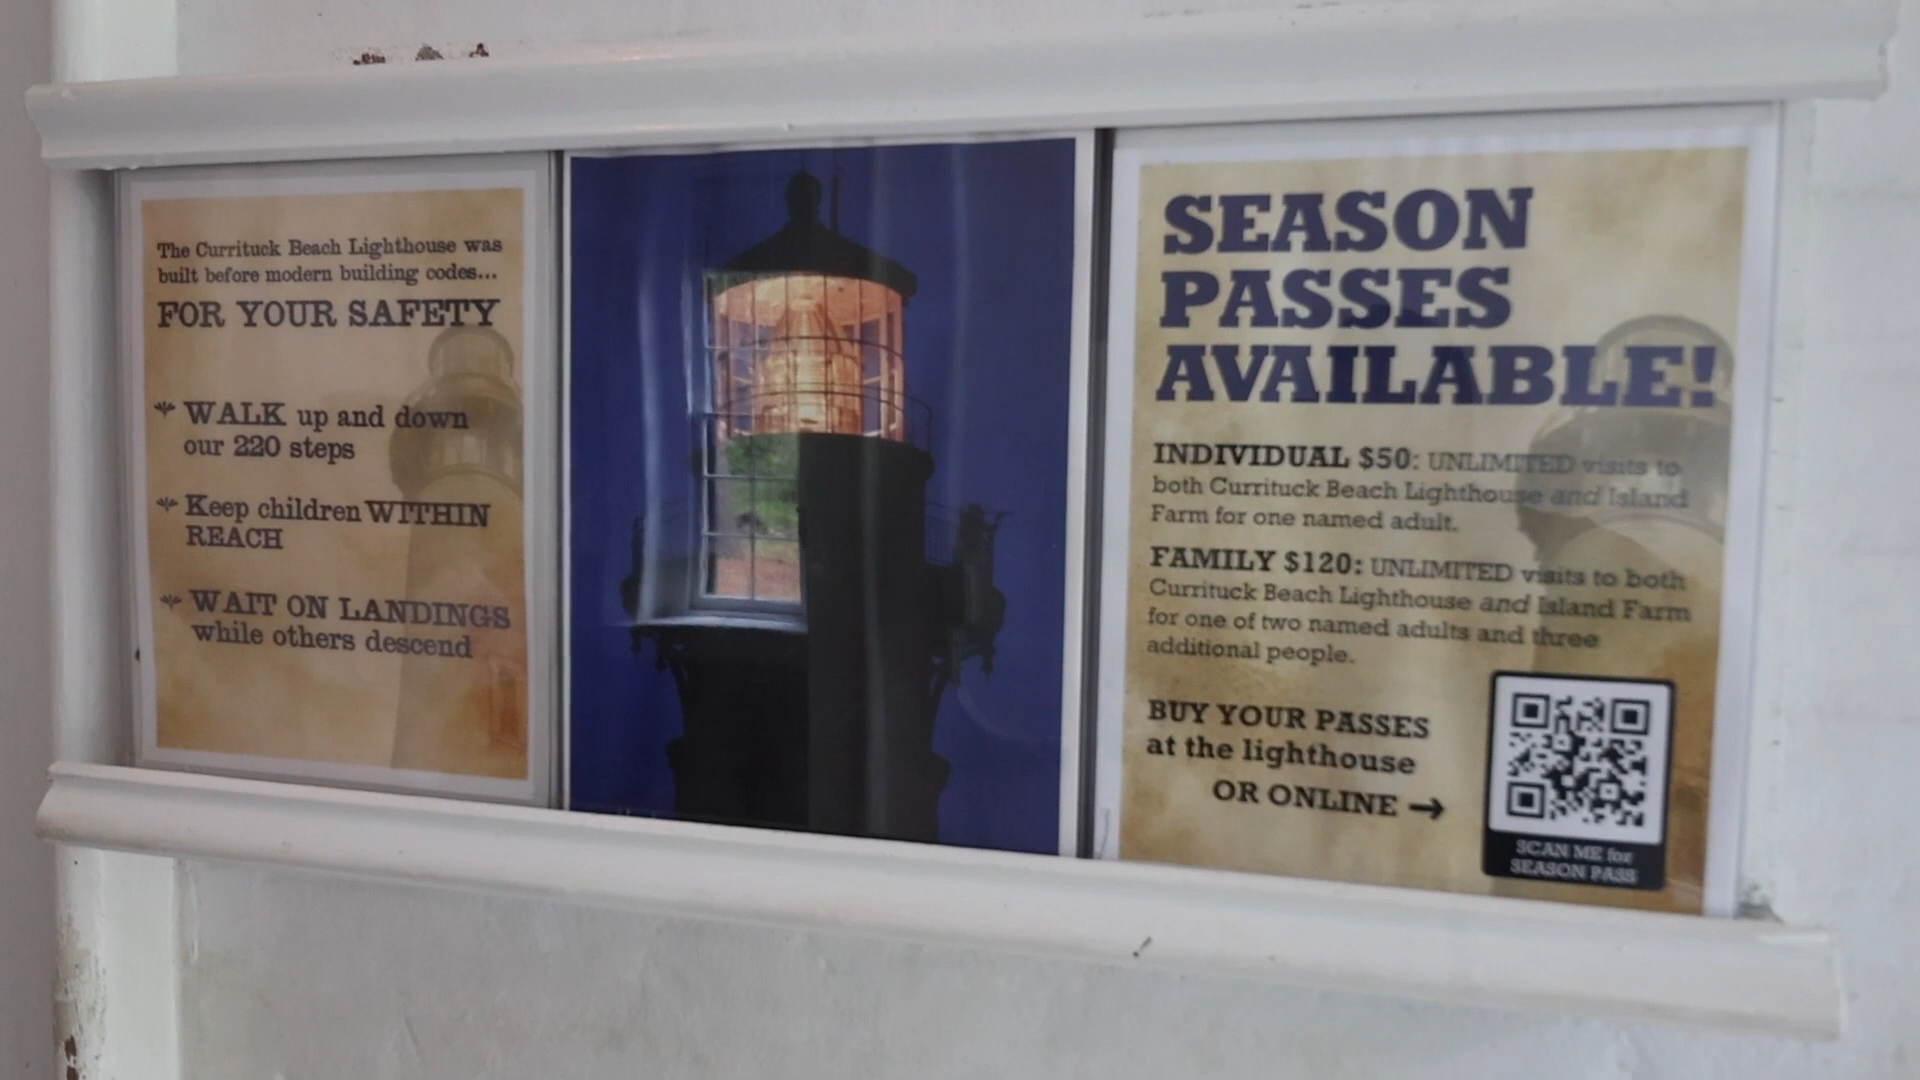 The Currituck Beach Lighthouse was
built before modern building codes...
FOR YOUR SAFETY
WALK up and down
our 220 steps
Keep children WITHIN
REACH
WAIT ON LANDINGS
while others descend
SEASON
PASSES
AVAILABLE!
INDIVIDUAL $50: UNLIMITED visits to
both Currituck Beach Lighthouse and Island
Farm for one named adult.
FAMILY $120: UNLIMITED visits to both
Currituck Beach Lighthouse and Island Farm
for one of two named adults and three
additional people.
BUY YOUR PASSES
at the lighthouse
OR ONLINE →
SCAN ME for
SEASON PASS